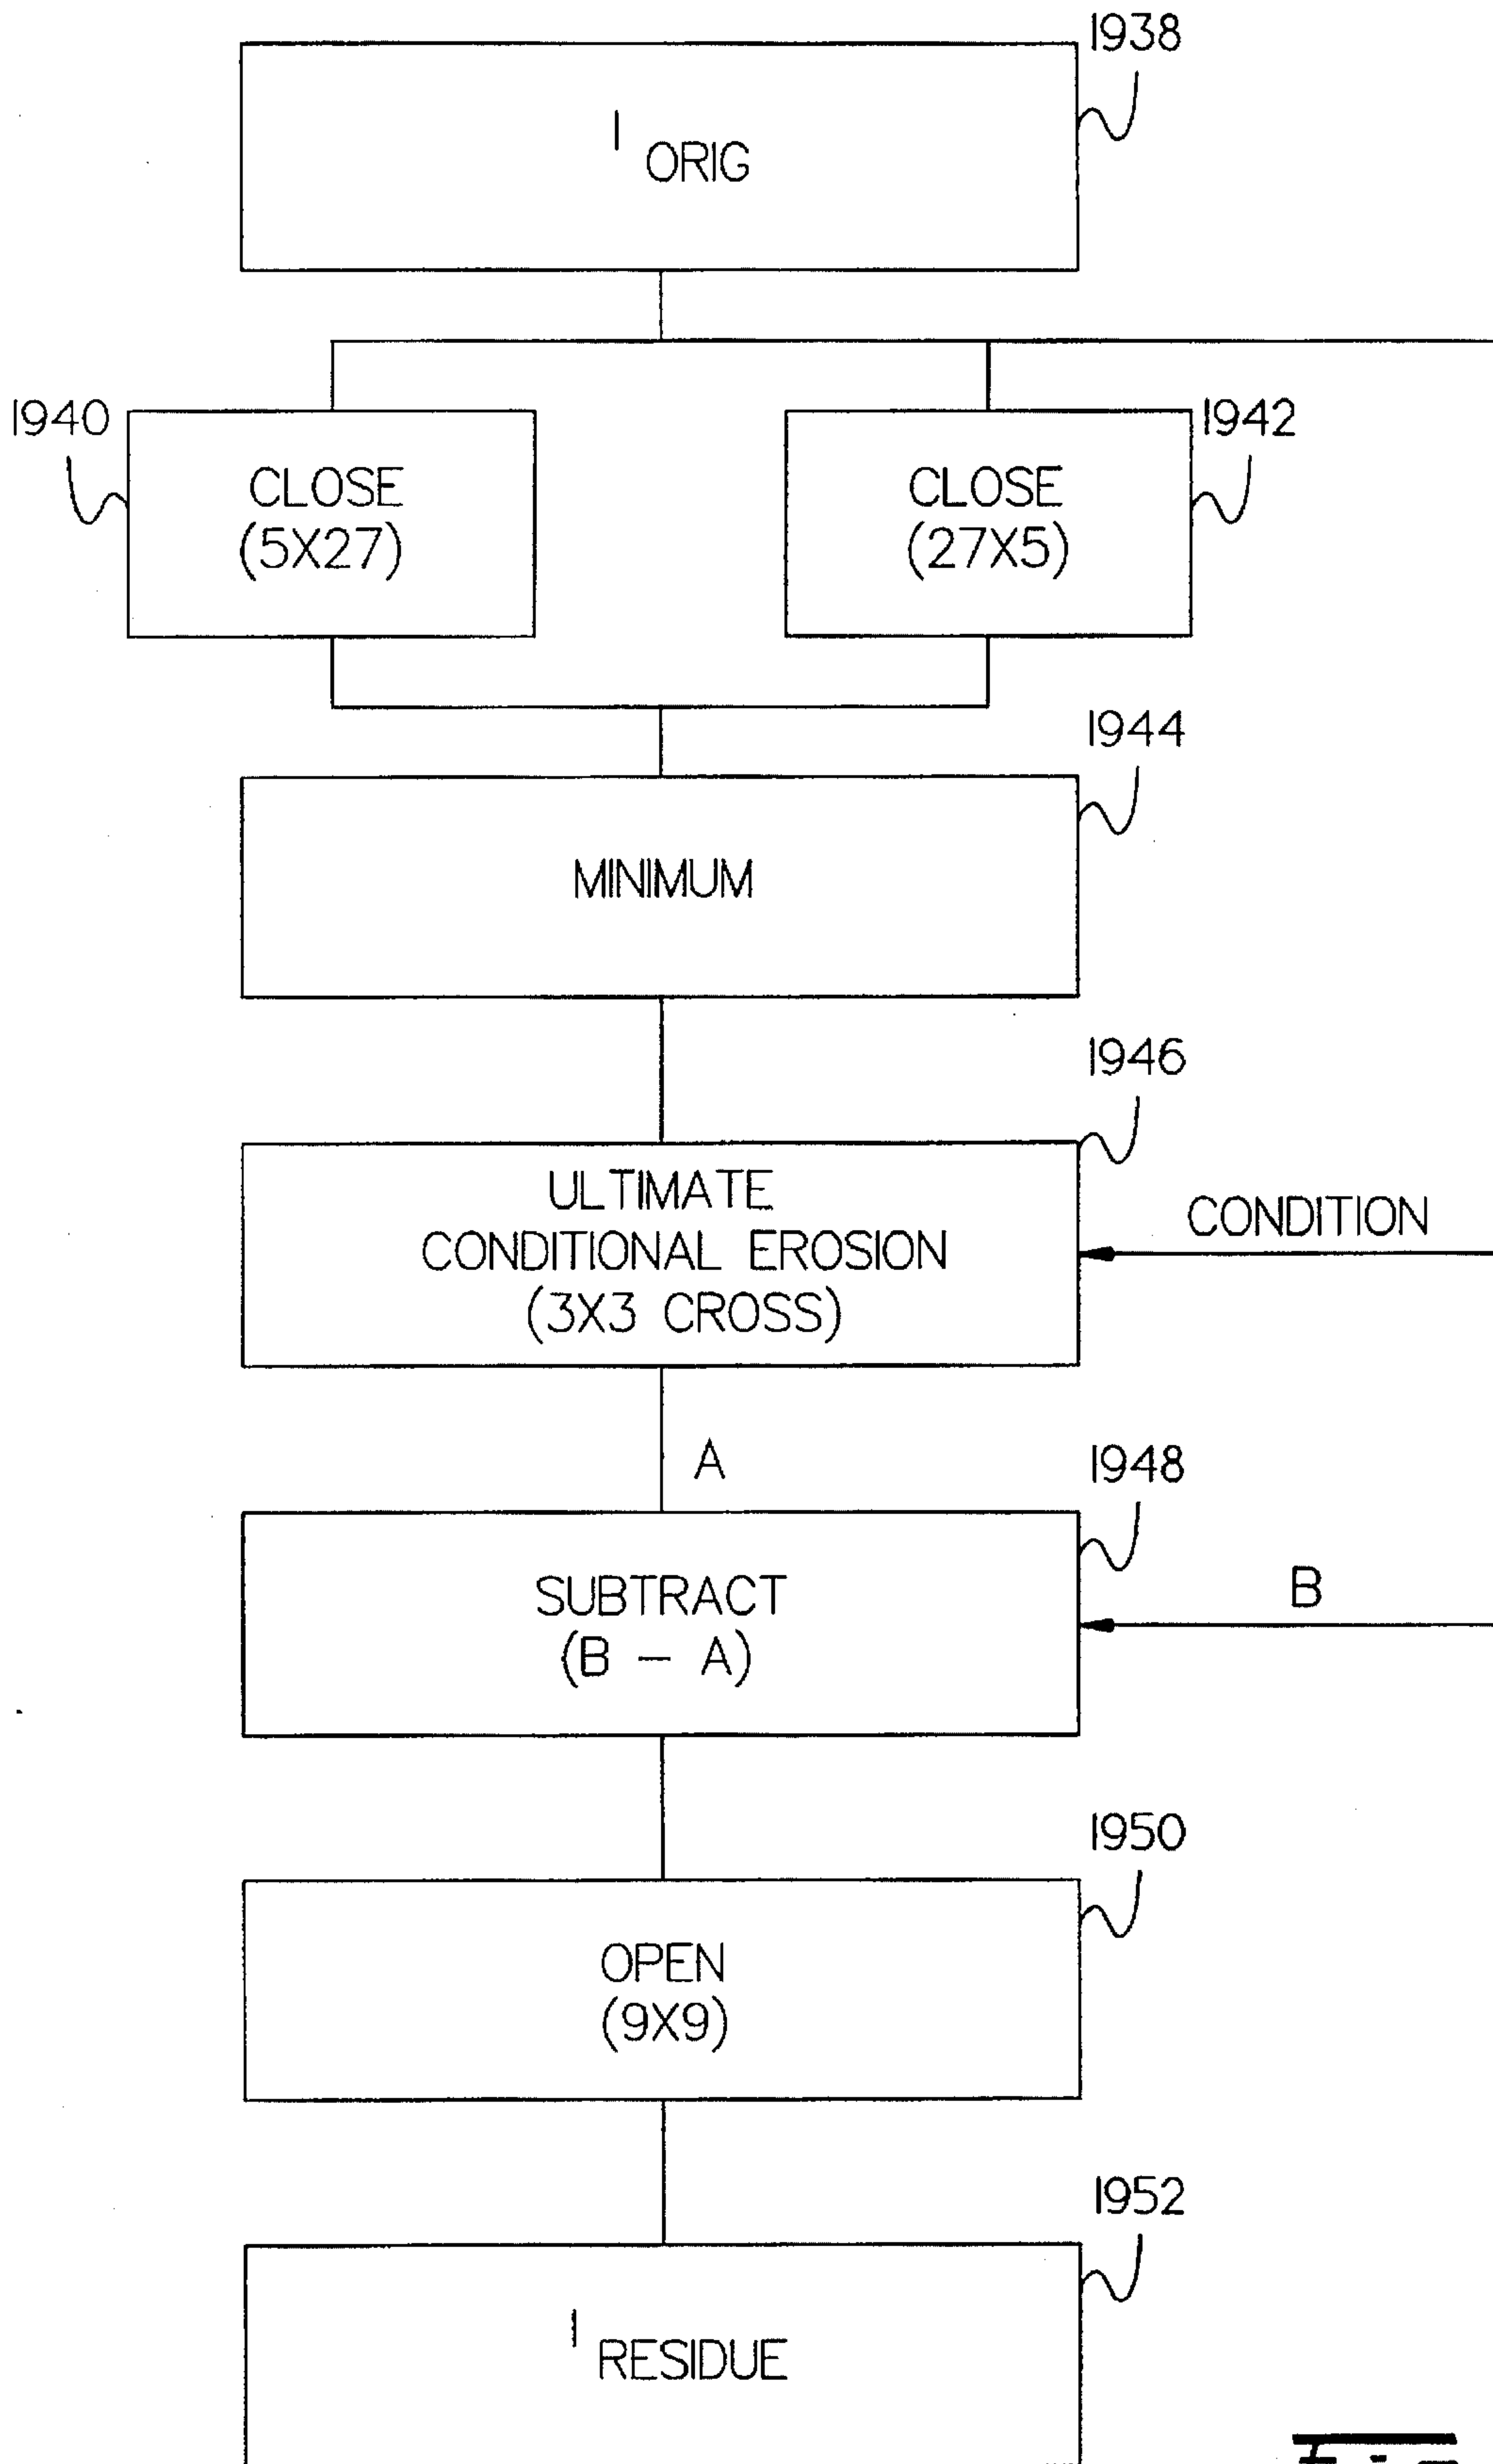 1938
I ORIG
1940
CLOSE
(5X27)
1942
CLOSE
(27X5)
1944
MINIMUM
1946
ULTIMATE
CONDITIONAL EROSION
(3X3 CROSS)
CONDITION
A
1948
SUBTRACT
(B – A)
B
1950
OPEN
(9X9)
1952
I RESIDUE